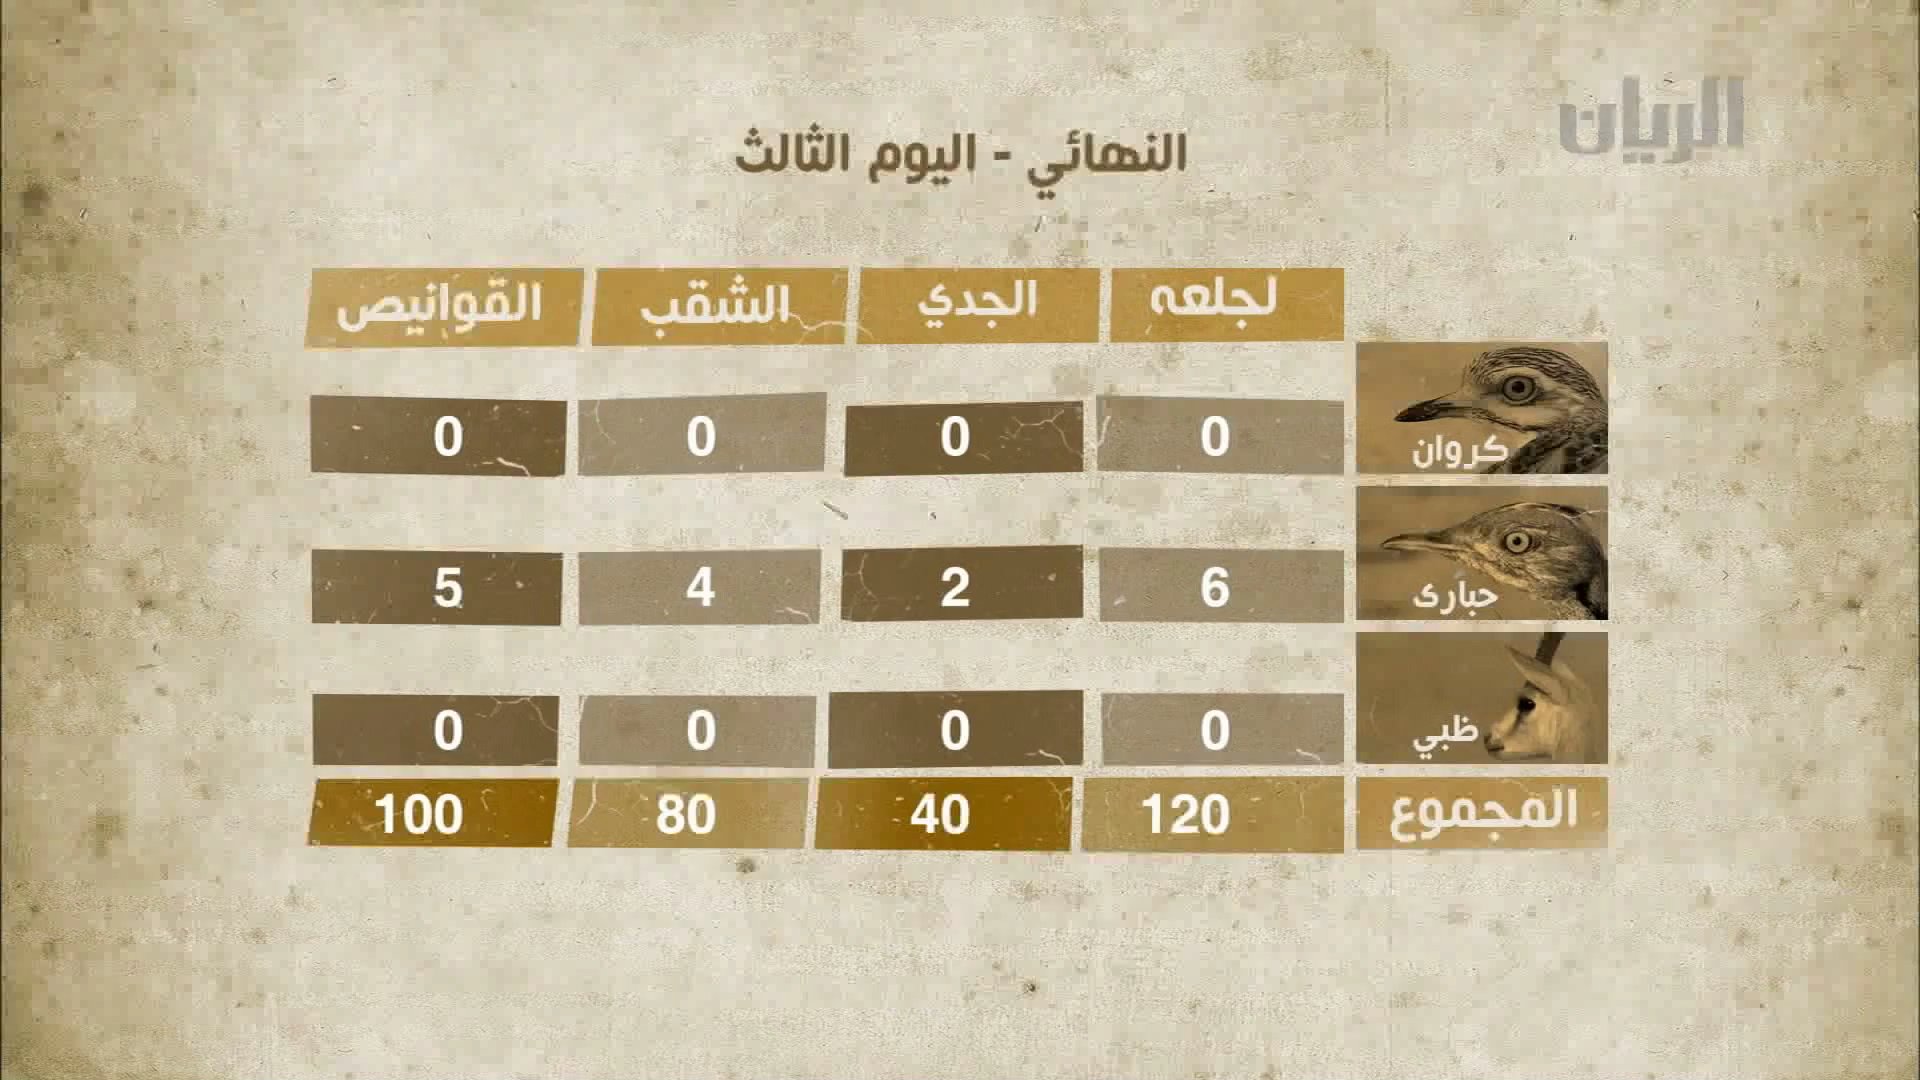 الريان
النهائي - اليوم الثالث
لجلعه الجدي الشقب القوانيص
كروان 0 0 0 0
حبارى 6 2 4 5
ظبي 0 0 0 0
المجموع 120 40 80 100